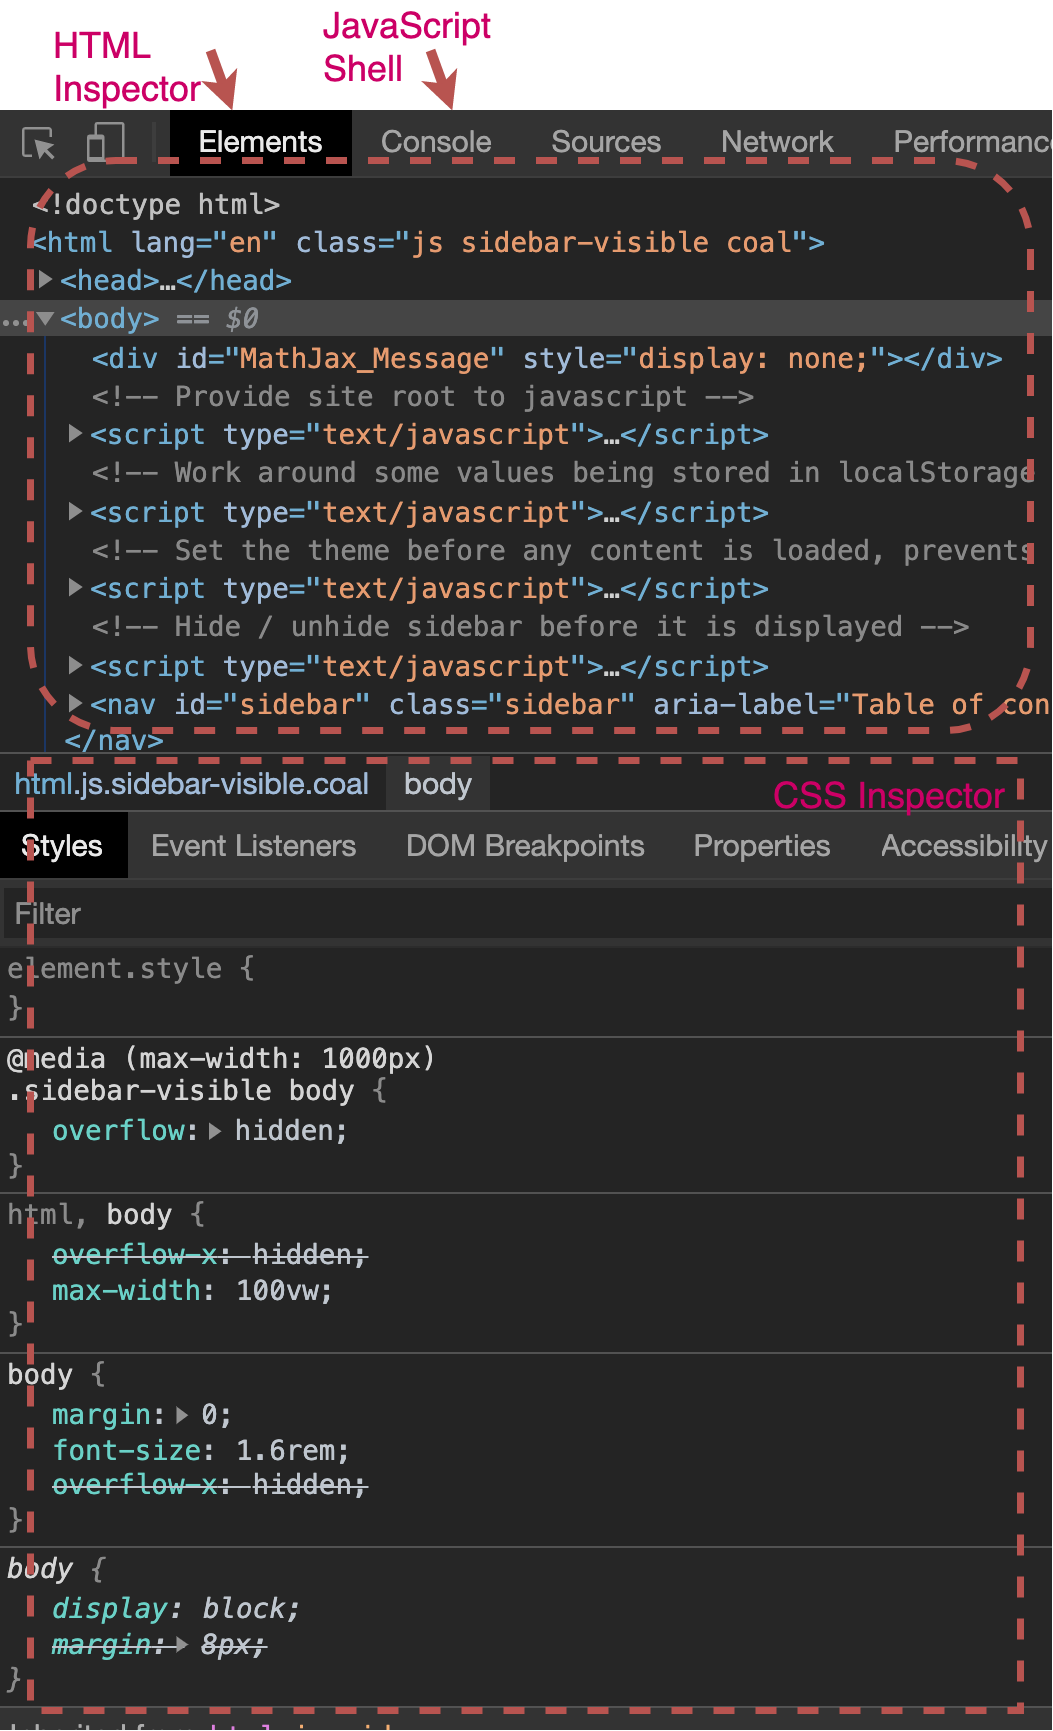 HTML
Inspector
JavaScript
Shell
Elements Console Sources Network Performanc
<!doctype html>
<html lang="en" class="js sidebar-visible coal">
<head>…</head>
<body> == $0
<div id="MathJax_Message" style="display: none;"></div>
<!-- Provide site root to javascript -->
<script type="text/javascript">…</script>
<!-- Work around some values being stored in localStorage
<script type="text/javascript">…</script>
<!-- Set the theme before any content is loaded, prevents
<script type="text/javascript">…</script>
<!-- Hide / unhide sidebar before it is displayed -->
<script type="text/javascript">…</script>
<nav id="sidebar" class="sidebar" aria-label="Table of con
</nav>
html.js.sidebar-visible.coal body
CSS Inspector
Styles Event Listeners DOM Breakpoints Properties Accessibility
Filter
element.style {
}
@media (max-width: 1000px)
.sidebar-visible body {
overflow: hidden;
}
html, body {
overflow-x: hidden;
max-width: 100vw;
}
body {
margin: 0;
font-size: 1.6rem;
overflow-x: hidden;
}
body {
display: block;
margin: 8px;
}